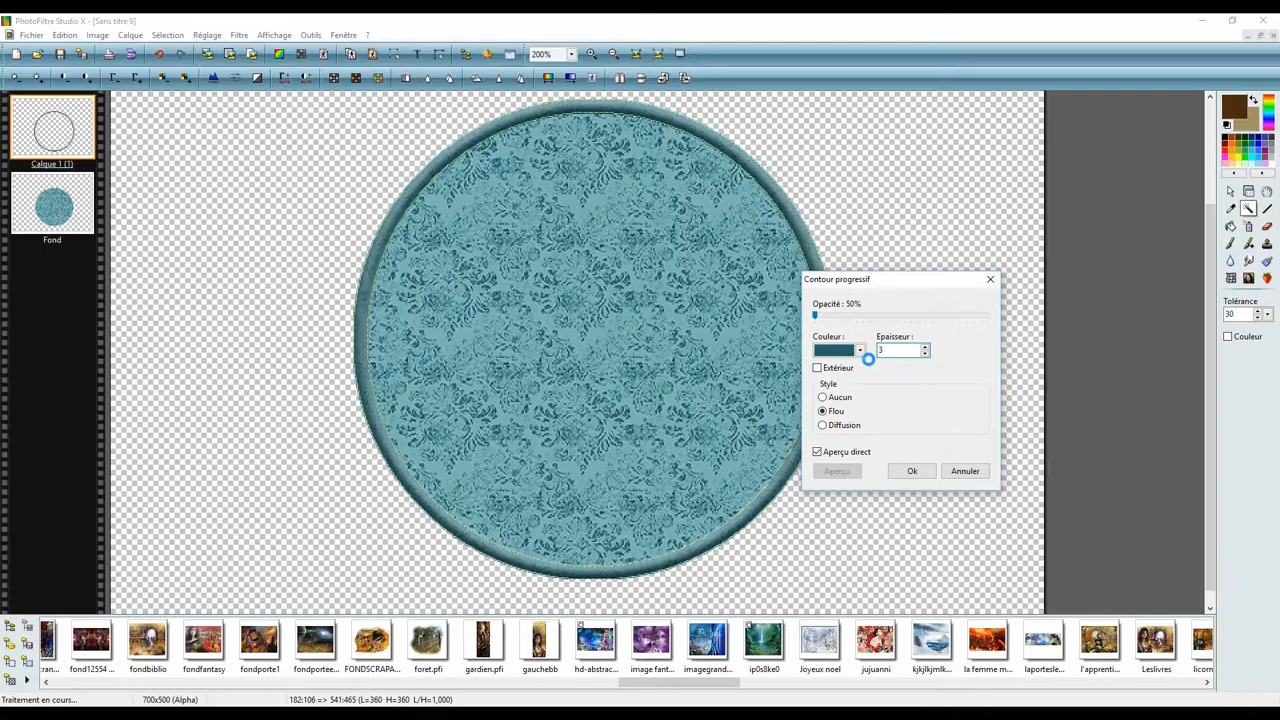 PhotoFiltre Studio X - [Sans titre 9]
Fichier Edition Image Calque Sélection Réglage Filtre Affichage Outils Fenêtre ?
200%
Calque 1 (1)
Fond
Contour progressif
Opacité : 50%
Couleur : Epaisseur :
3
Extérieur
Style
Aucun
Flou
Diffusion
Aperçu direct
Aperçu Ok Annuler
Tolérance
30
Couleur
fond12554 ... fondbiblio fondfantasy fondporte1 fondportee... FONDSCRAPA... foret.pfi gardien.pfi gauchebb hd-abstrac... image fant... imagegrand... ip0s8ke0 Joyeux noel jujuanni kjkjlkjmlk... la femme m... laportesle... l'apprenti... Leslivres licorn
Traitement en cours... 700x500 (Alpha) 182:106 => 541:465 (L=360 H=360 L/H=1,000)